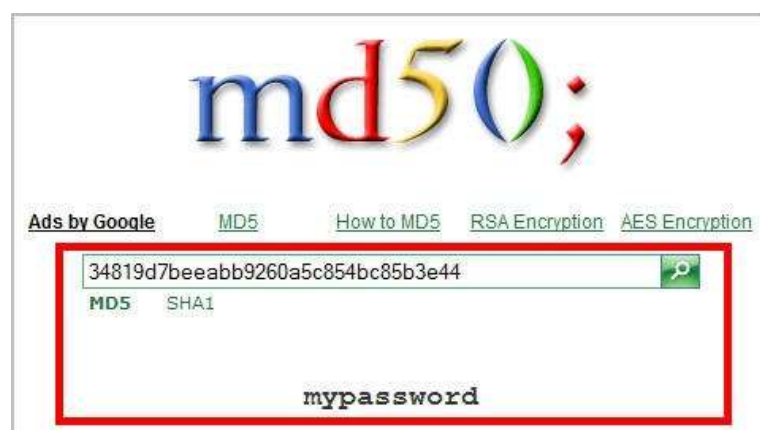 md5();
Ads by Google MD5 How to MD5 RSA Encryption AES Encryption
34819d7beeabb9260a5c854bc85b3e44
MD5 SHA1
mypassword